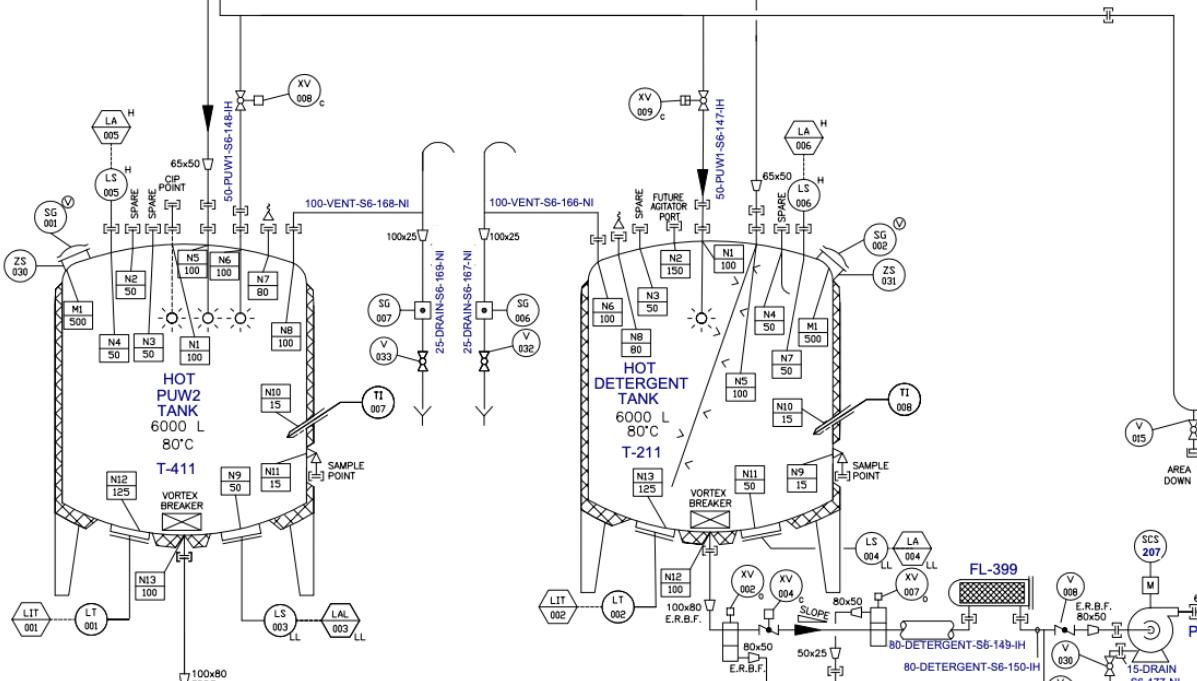 XV
008
C
50-PUW1-S6-148-IH
LA
005
H
LS
005
H
65x50
CIP
POINT
SPARE
SPARE
SG
001
V
ZS
030
M1
500
N2
50
N4
50
N3
50
N5
100
N6
100
N1
100
N7
80
N8
100
100-VENT-S6-168-NI
100x25
25-DRAIN-S6-169-NI
SG
007
V
033
HOT
PUW2
TANK
6000 L
80°C
T-411
N10
15
TI
007
N11
15
SAMPLE
POINT
N9
50
N12
125
VORTEX
BREAKER
N13
100
LIT
001
LT
001
LS
003
LL
LAL
003
LL
100x80
100-VENT-S6-166-NI
100x25
25-DRAIN-S6-167-NI
SG
006
V
032
XV
009
C
50-PUW1-S6-147-IH
LA
006
H
LS
006
H
65x50
SPARE
FUTURE
AGITATOR
PORT
SPARE
SG
002
V
ZS
031
N2
150
N1
100
N6
100
N3
50
N8
80
N4
50
M1
500
N7
50
N5
100
HOT
DETERGENT
TANK
6000 L
80°C
T-211
N10
15
TI
008
N9
15
SAMPLE
POINT
N11
50
N13
125
VORTEX
BREAKER
N12
100
LIT
002
LT
002
LS
004
LL
LA
004
LL
100x80
E.R.B.F.
XV
002
XV
004
C
SLOPE
80x50
E.R.B.F.
50x25
80x50
XV
007
FL-399
80-DETERGENT-S6-149-IH
80-DETERGENT-S6-150-IH
V
008
E.R.B.F.
80x50
SCS
207
M
V
030
15-DRAIN
-S6-177-NI
V
015
AREA
DOWN